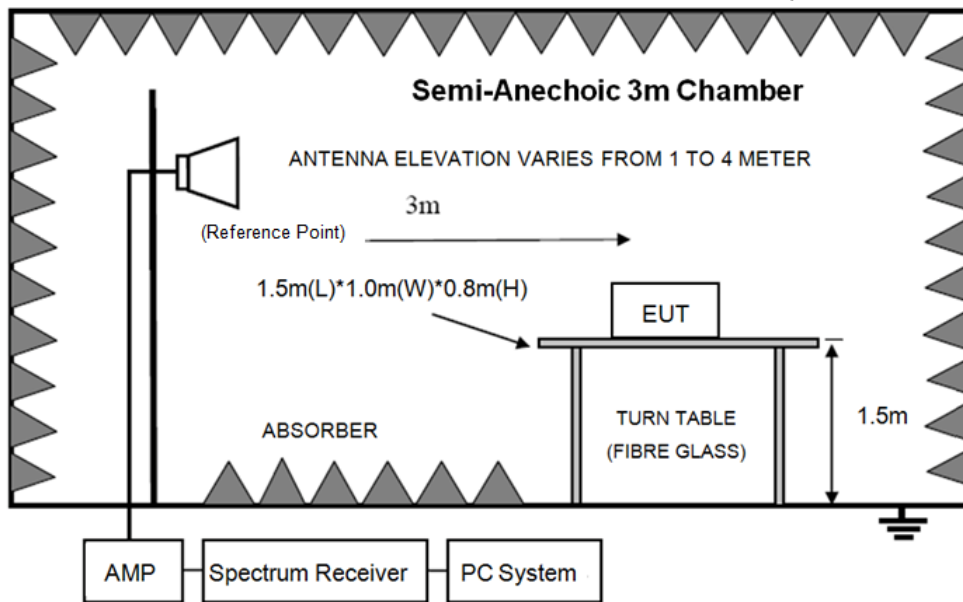 Semi-Anechoic 3m Chamber
ANTENNA ELEVATION VARIES FROM 1 TO 4 METER
3m
(Reference Point)
1.5m(L)*1.0m(W)*0.8m(H)
EUT
1.5m
ABSORBER
TURN TABLE
(FIBRE GLASS)
AMP
Spectrum Receiver
PC System